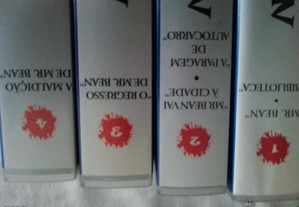 N
"MR. BEAN"
BIBLIOTECA"
1
"MR BEAN VAI
À CIDADE"
•
"A PARAGEM
DE
AUTOCARRO"
2
"O REGRESSO
DE MR. BEAN"
3
"A MALDIÇÃO
DE MR. BEAN"
4